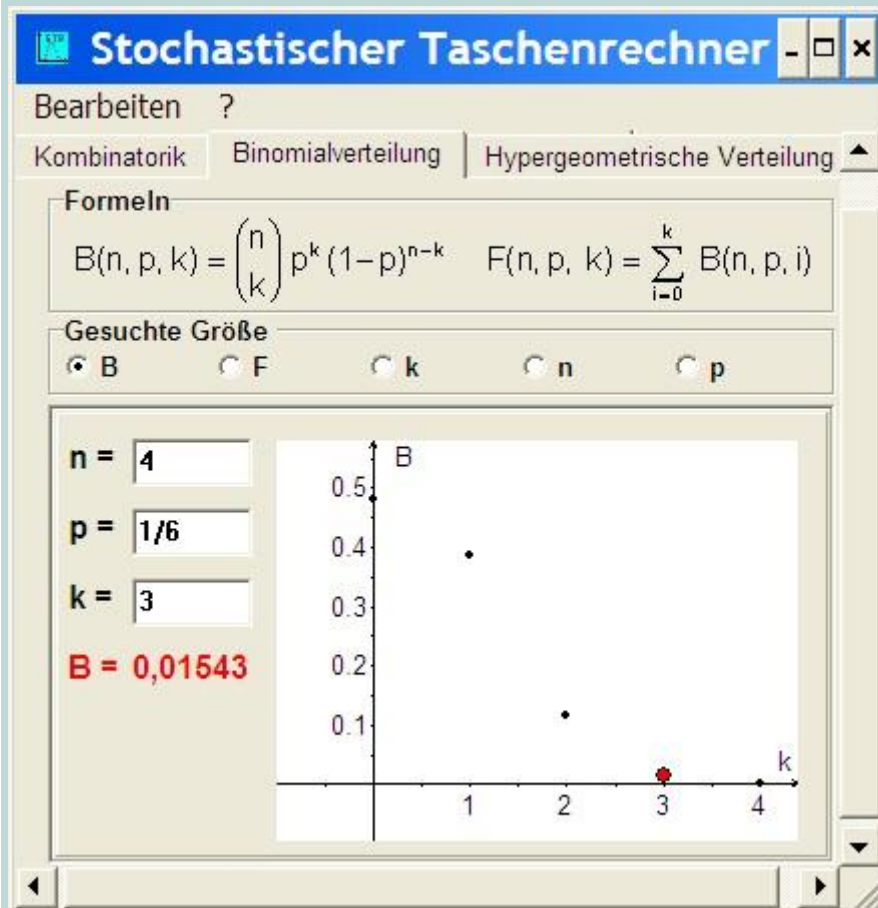 Stochastischer Taschenrechner
Bearbeiten ?
Kombinatorik Binomialverteilung Hypergeometrische Verteilung
Formeln
B(n, p, k) = (n k) p^k (1−p)^(n−k) F(n, p, k) = ∑_{i=0}^{k} B(n, p, i)
Gesuchte Größe
B F k n p
n = 4
p = 1/6
k = 3
B = 0,01543
B
0.5
0.4
0.3
0.2
0.1
k
1 2 3 4